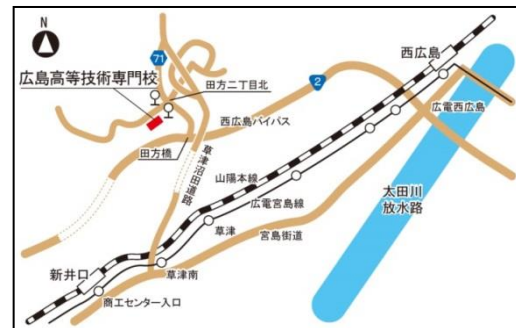 N
71
西広島
広島高等技術専門校
田方二丁目北
2
広電西広島
西広島バイパス
田方橋
草津沼田道路
山陽本線
太田川
放水路
広電宮島線
草津
宮島街道
新井口
草津南
商工センター入口